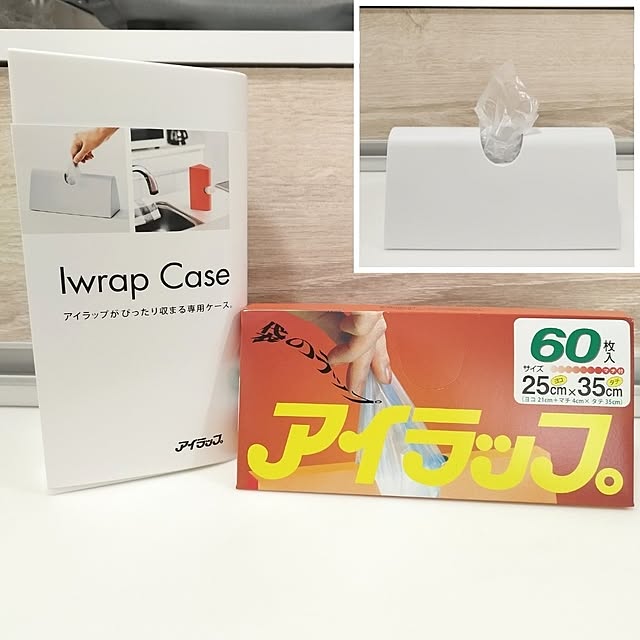 Iwrap Case
アイラップがぴったり収まる専用ケース。
アイラップ。
袋のラップ。
アイラップ。
60枚入
サイズ
マチ付
ヨコ タテ
25cm×35cm
(ヨコ 21cm+マチ 4cm× タテ 35cm)